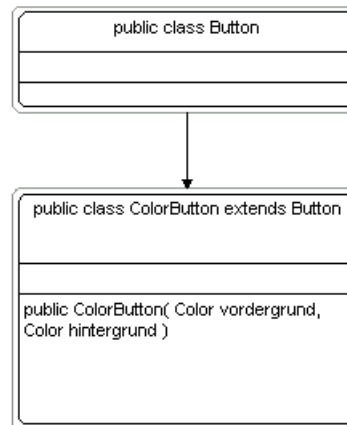 public class Button
public class ColorButton extends Button
public ColorButton( Color vordergrund,
Color hintergrund )